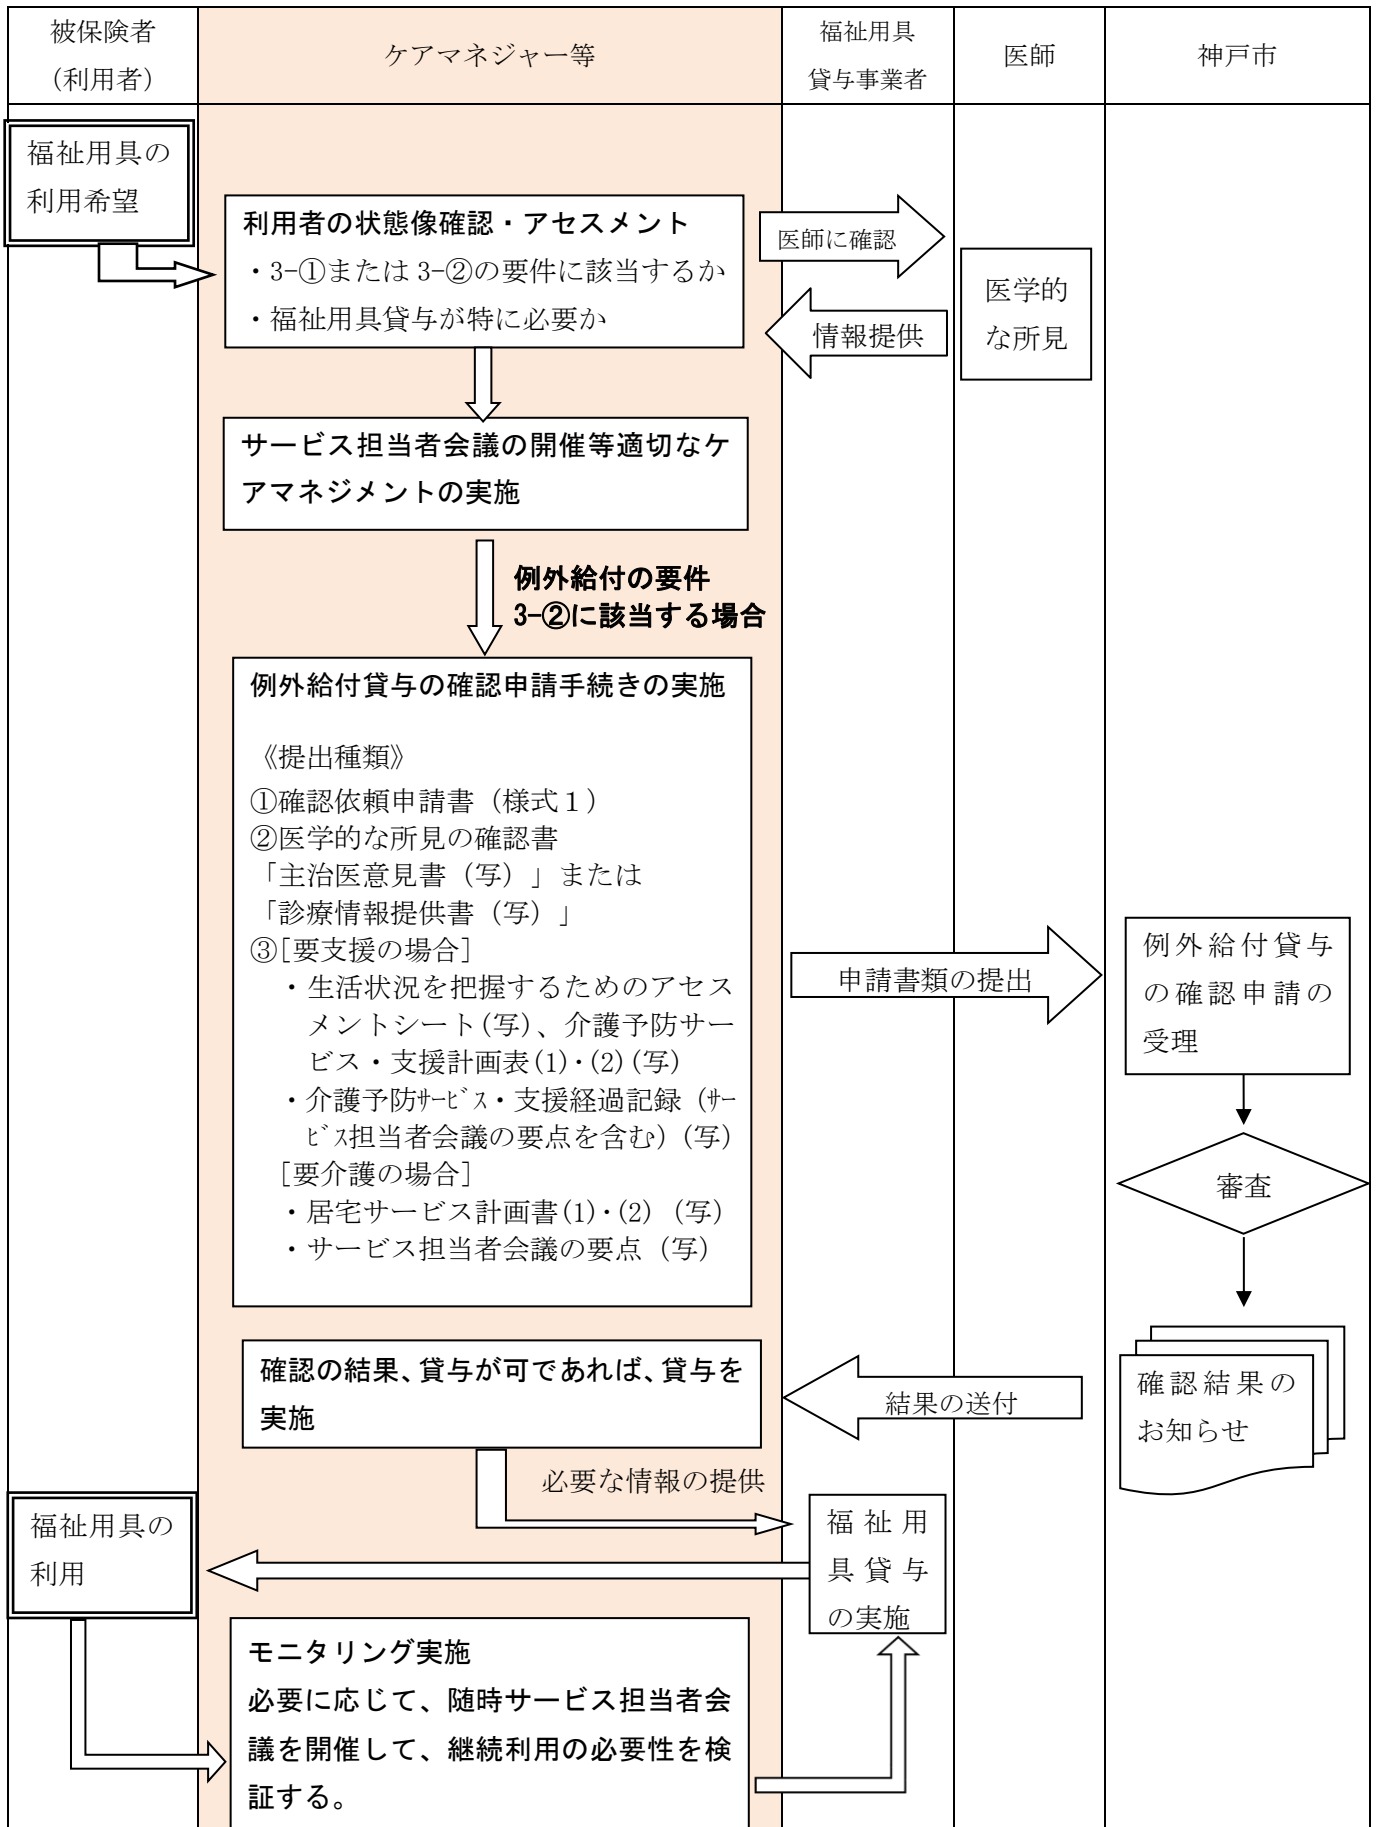 被保険者
（利用者）
ケアマネジャー等
福祉用具
貸与事業者
医師
神戸市
福祉用具の
利用希望
利用者の状態像確認・アセスメント
・3-①または 3-②の要件に該当するか
・福祉用具貸与が特に必要か
医師に確認
情報提供
医学的
な所見
サービス担当者会議の開催等適切なケ
アマネジメントの実施
例外給付の要件
3-②に該当する場合
例外給付貸与の確認申請手続きの実施
《提出種類》
①確認依頼申請書（様式１）
②医学的な所見の確認書
「主治医意見書（写）」または
「診療情報提供書（写）」
③[要支援の場合]
・生活状況を把握するためのアセス
メントシート(写)、介護予防サー
ビス・支援計画表(1)・(2)(写)
・介護予防ｻｰﾋﾞｽ・支援経過記録（ｻｰ
ﾋﾞｽ担当者会議の要点を含む）(写)
[要介護の場合]
・居宅サービス計画書(1)・(2)（写）
・サービス担当者会議の要点（写）
申請書類の提出
例外給付貸与
の確認申請の
受理
審査
確認の結果、貸与が可であれば、貸与を
実施
結果の送付
確認結果の
お知らせ
必要な情報の提供
福祉用具の
利用
福祉用
具貸与
の実施
モニタリング実施
必要に応じて、随時サービス担当者会
議を開催して、継続利用の必要性を検
証する。